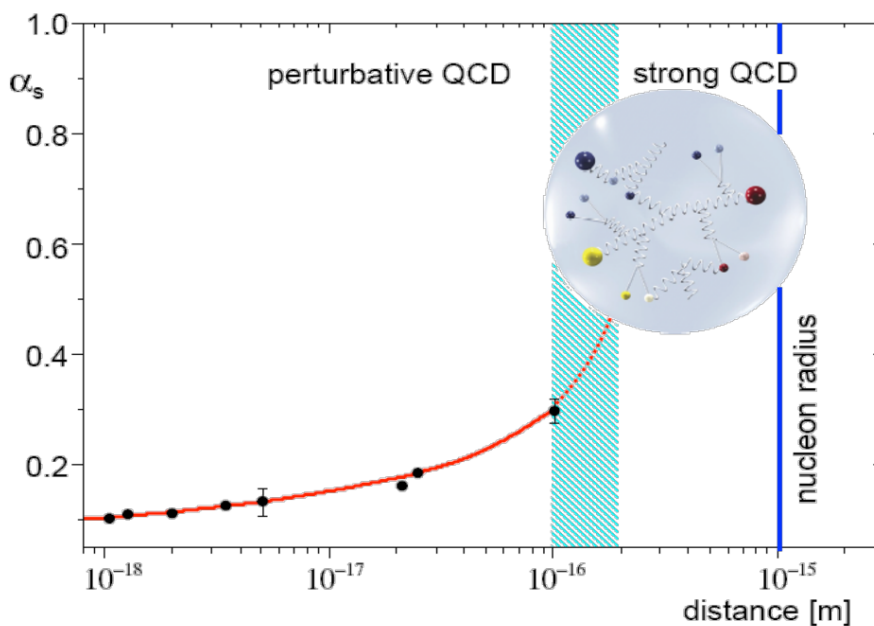 1.0
perturbative QCD
strong QCD
αs
0.8
0.6
0.4
0.2
nucleon radius
10⁻¹⁸
10⁻¹⁷
10⁻¹⁶
10⁻¹⁵
distance [m]